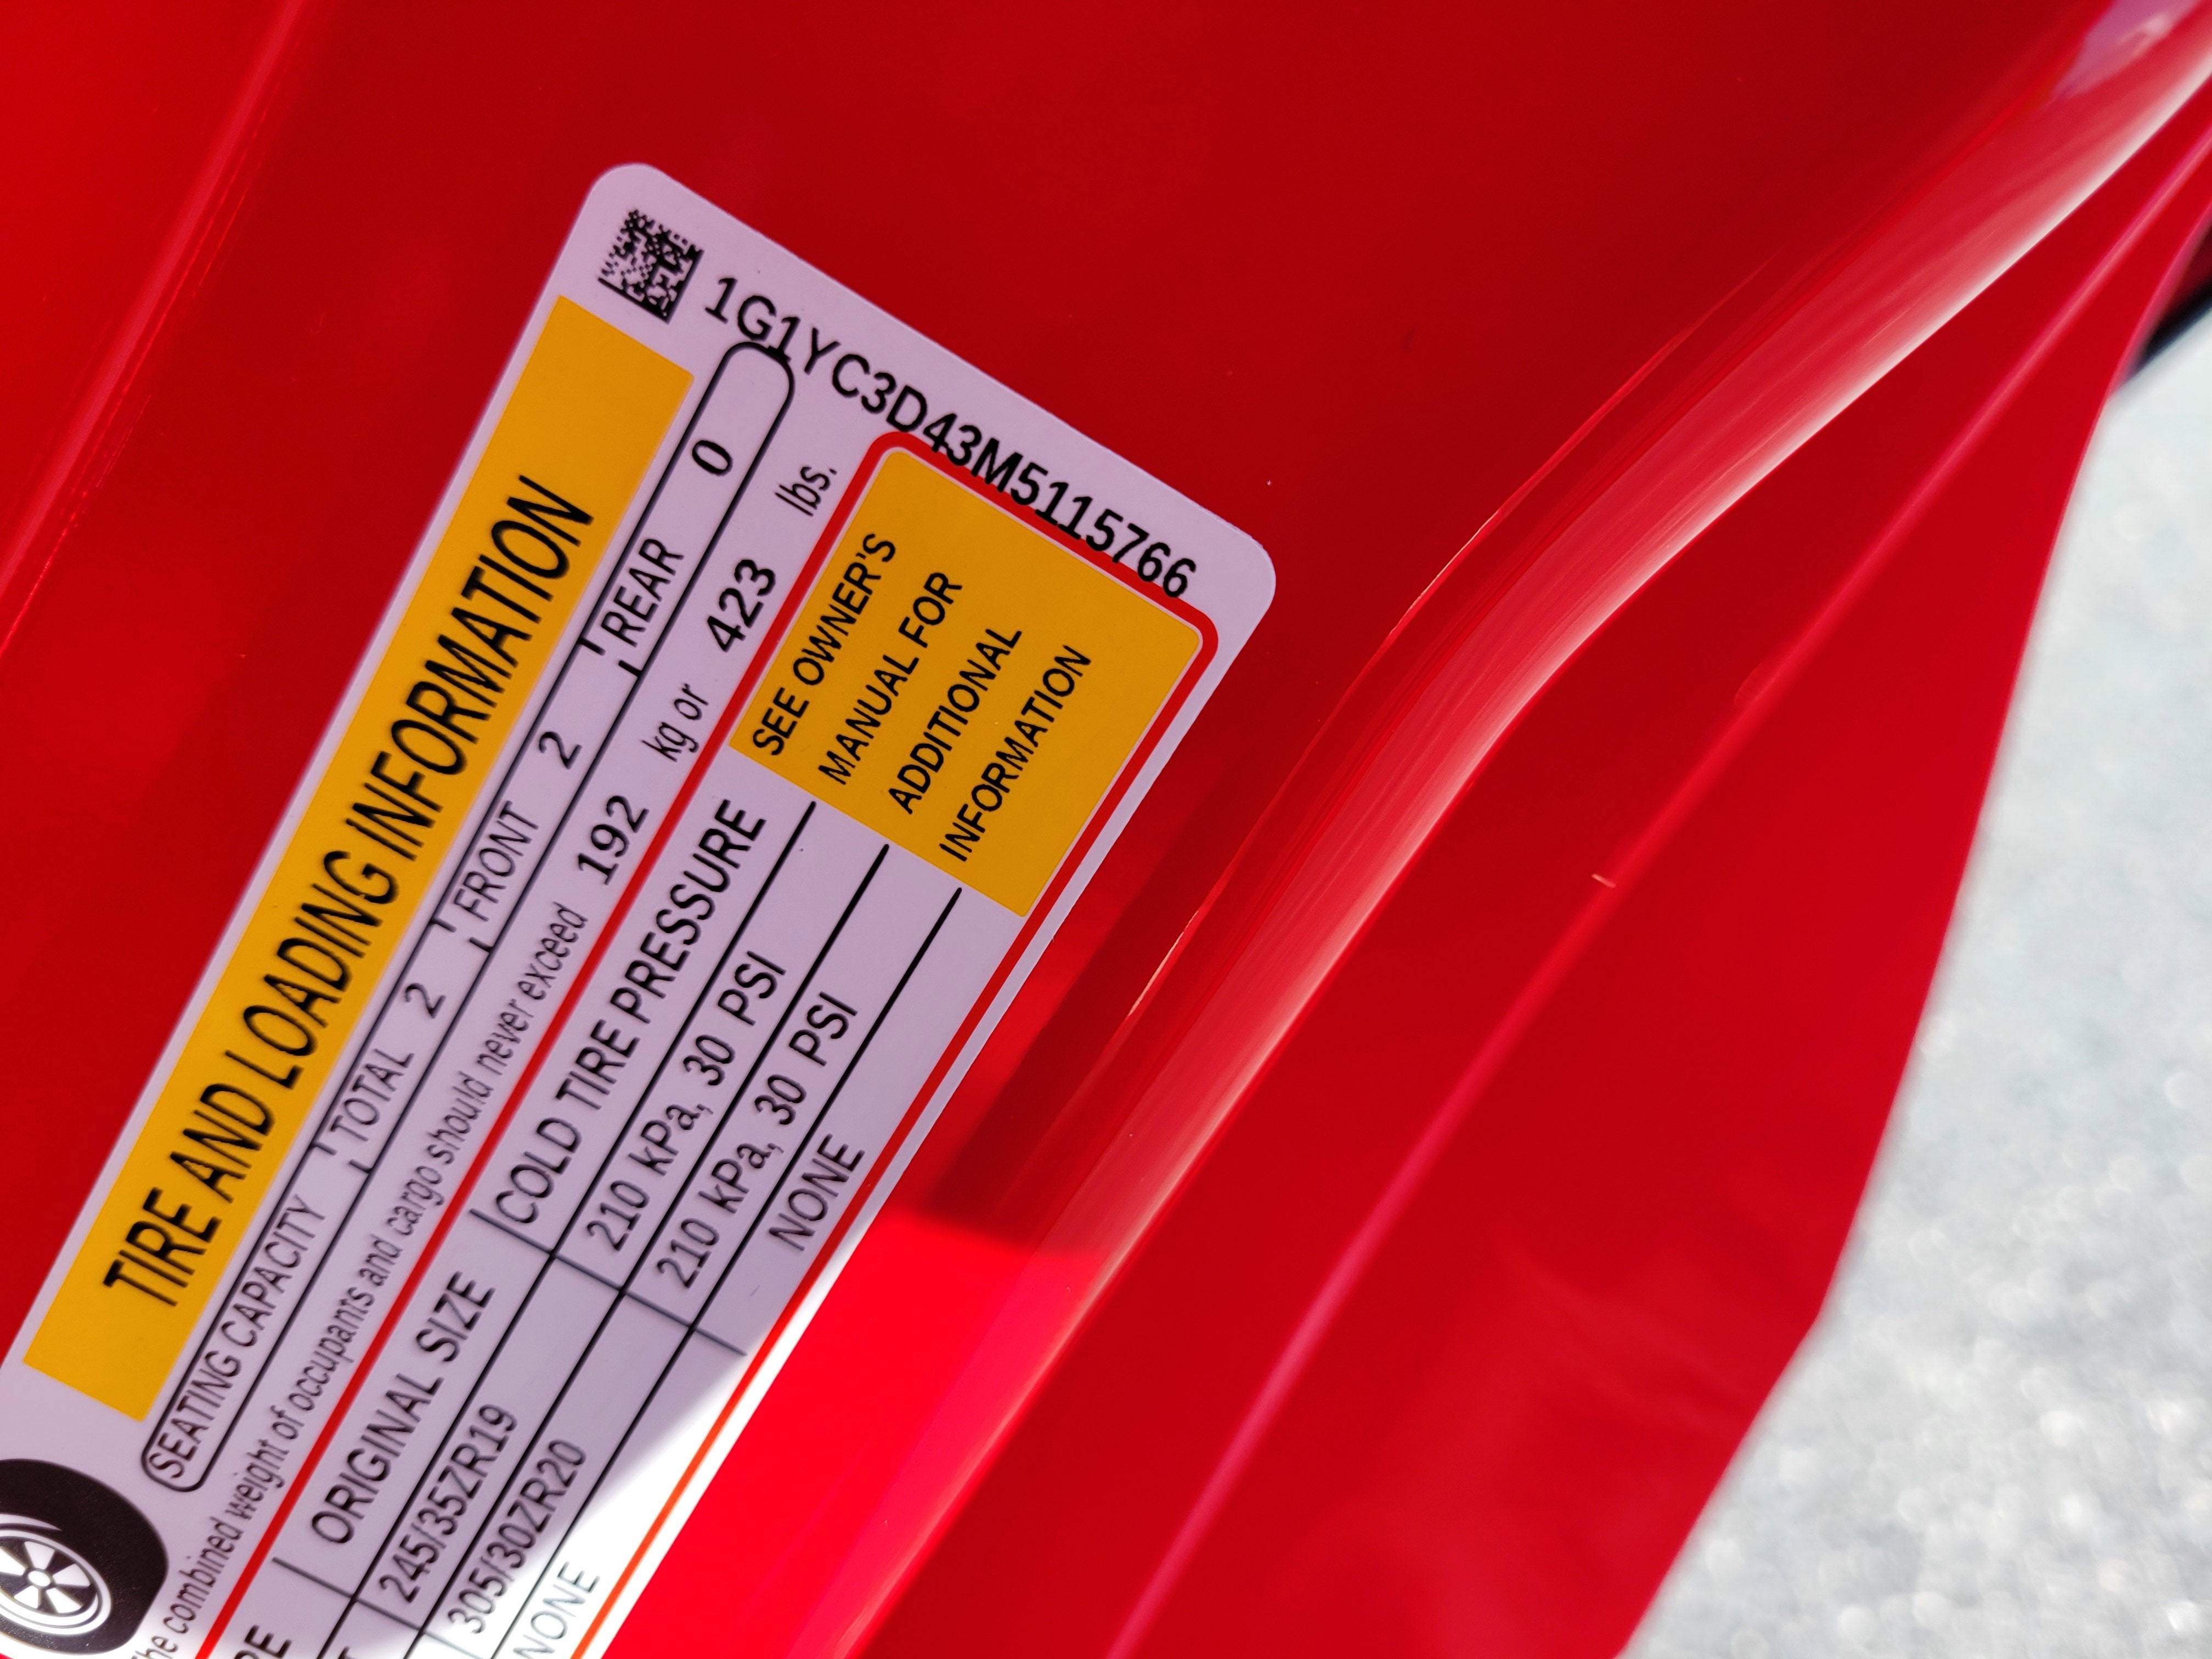 1G1YC3D43M5115766
TIRE AND LOADING INFORMATION
SEATING CAPACITY TOTAL 2 FRONT 2 REAR 0
The combined weight of occupants and cargo should never exceed 192 kg or 423 lbs.
ORIGINAL SIZE COLD TIRE PRESSURE
245/35ZR19 210 kPa, 30 PSI
305/30ZR20 210 kPa, 30 PSI
NONE NONE
SEE OWNER'S
MANUAL FOR
ADDITIONAL
INFORMATION